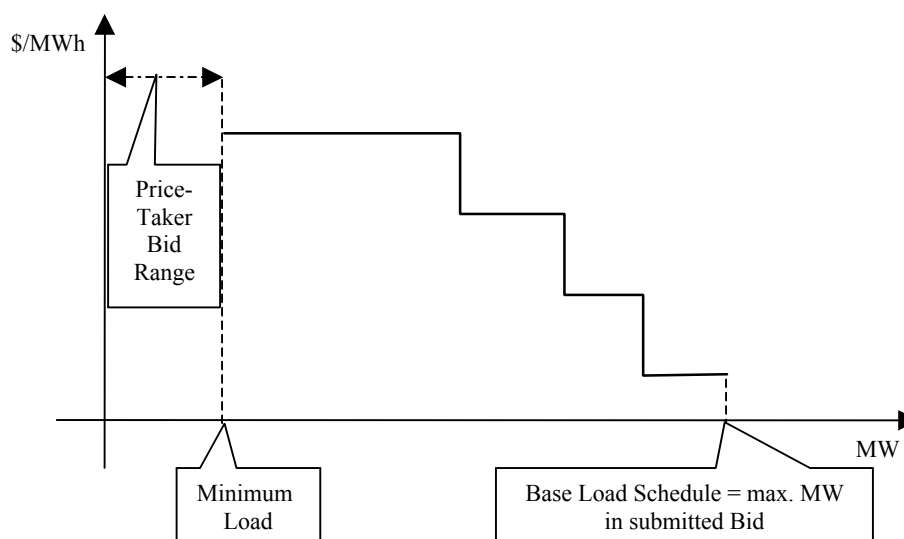 $/MWh
Price-
Taker
Bid
Range
MW
Minimum
Load
Base Load Schedule = max. MW
in submitted Bid